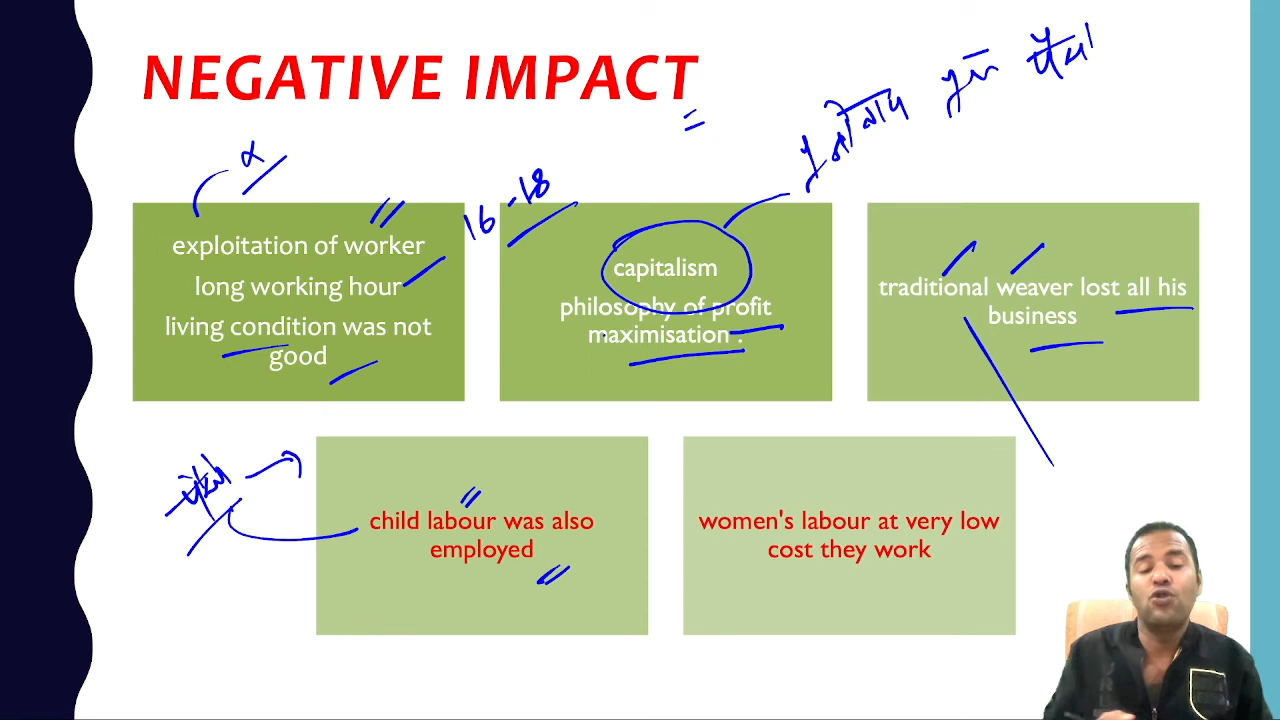 NEGATIVE IMPACT
exploitation of worker
long working hour
living condition was not
good
16-18
capitalism
philosophy of profit
maximisation .
traditional weaver lost all his
business
child labour was also
employed
women's labour at very low
cost they work